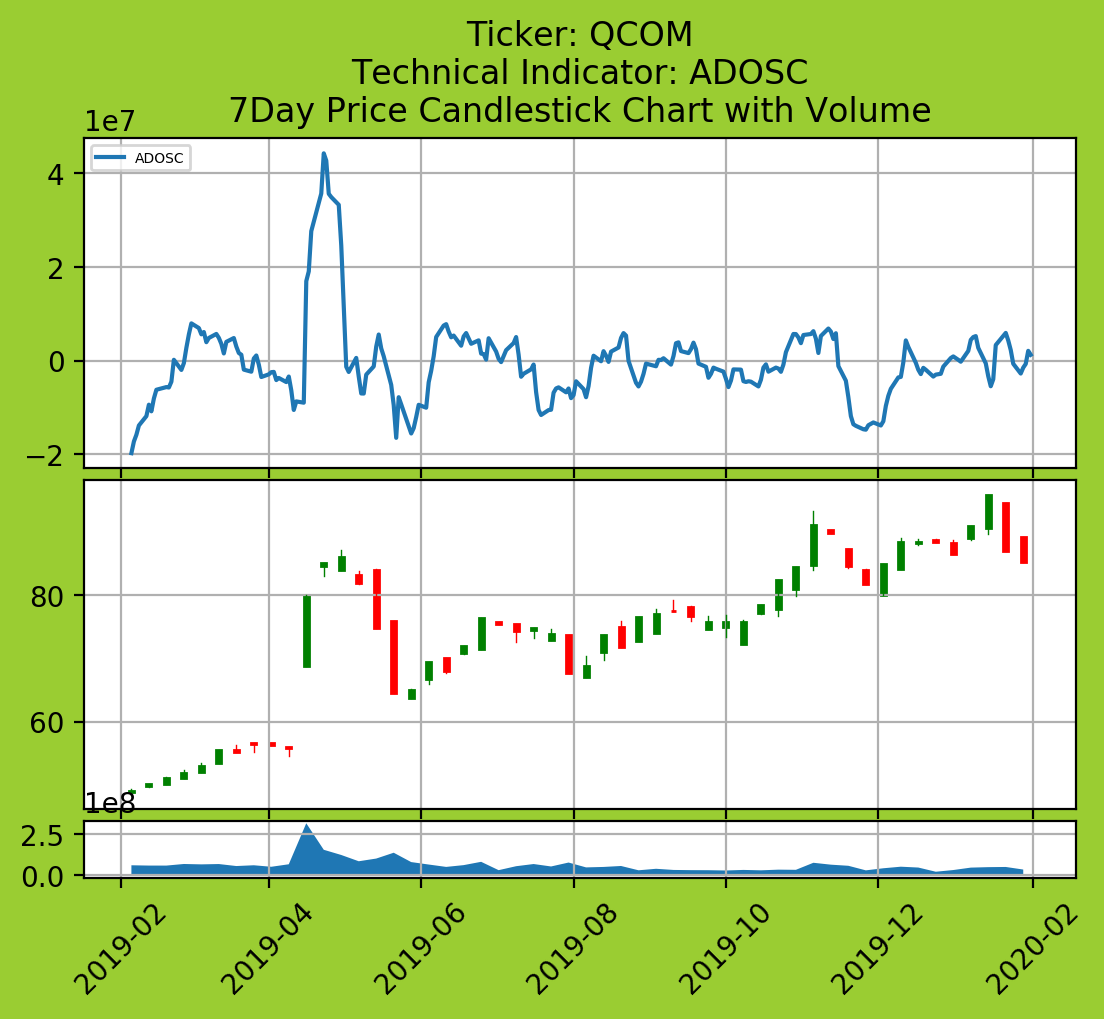 Ticker: QCOM
Technical Indicator: ADOSC
7Day Price Candlestick Chart with Volume
1e7
ADOSC
4
2
0
−2
80
60
1e8
2.5
0.0
2019-02
2019-04
2019-06
2019-08
2019-10
2019-12
2020-02